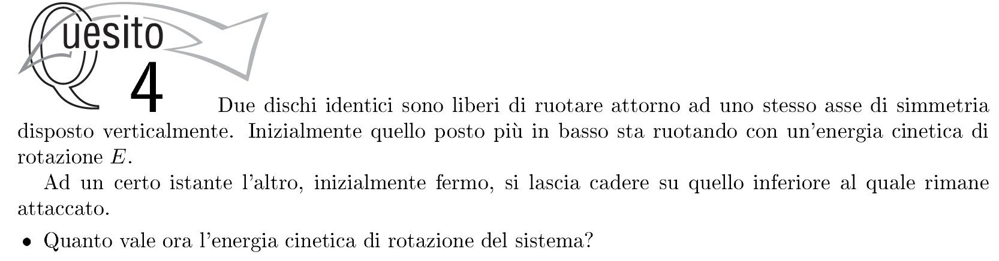 Quesito
4
Due dischi identici sono liberi di ruotare attorno ad uno stesso asse di simmetria
disposto verticalmente. Inizialmente quello posto più in basso sta ruotando con un'energia cinetica di
rotazione E.
Ad un certo istante l'altro, inizialmente fermo, si lascia cadere su quello inferiore al quale rimane
attaccato.
• Quanto vale ora l'energia cinetica di rotazione del sistema?